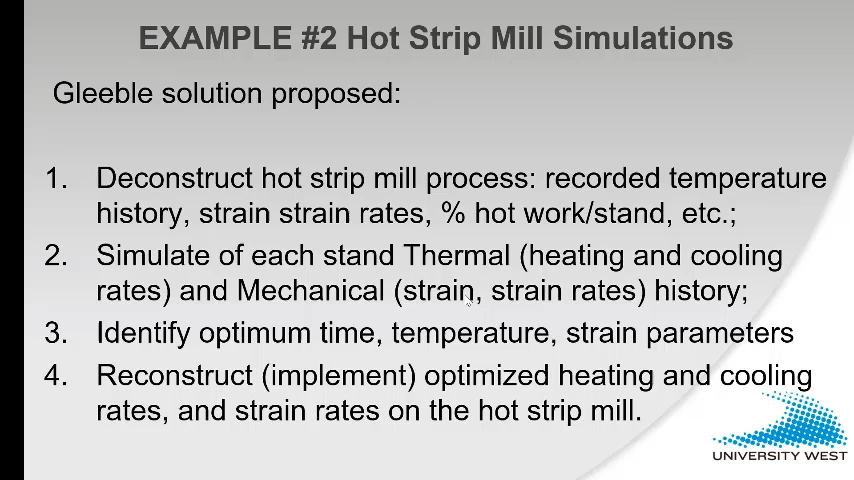 EXAMPLE #2 Hot Strip Mill Simulations
Gleeble solution proposed:
1. Deconstruct hot strip mill process: recorded temperature
history, strain strain rates, % hot work/stand, etc.;
2. Simulate of each stand Thermal (heating and cooling
rates) and Mechanical (strain, strain rates) history;
3. Identify optimum time, temperature, strain parameters
4. Reconstruct (implement) optimized heating and cooling
rates, and strain rates on the hot strip mill.
UNIVERSITY WEST